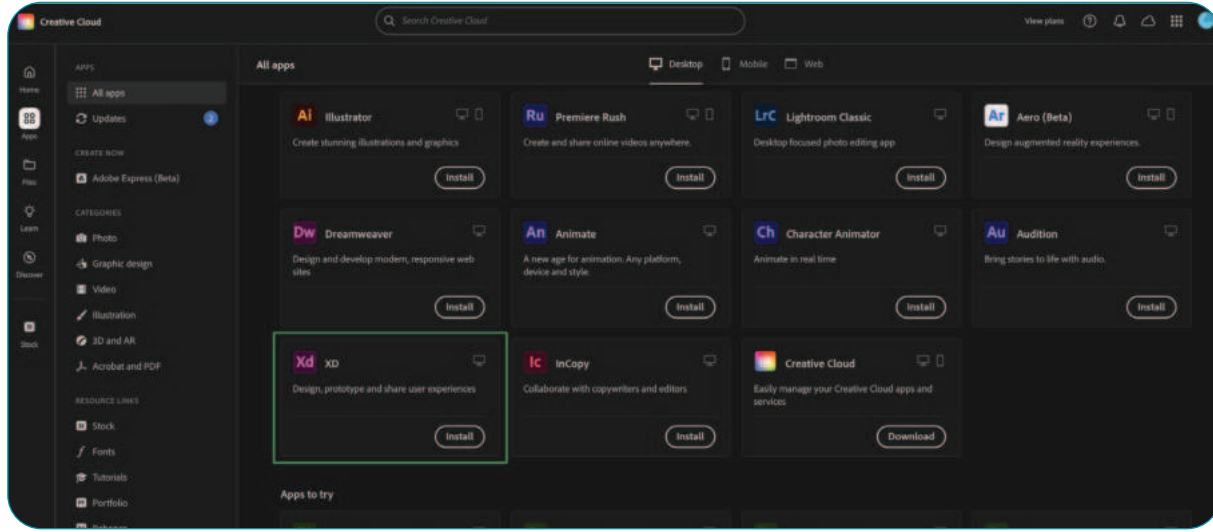 Creative Cloud
Search Creative Cloud
View plans
Home
Apps
Files
Learn
Discover
Stock
APPS
All apps
Updates
2
CREATE NOW
Adobe Express (Beta)
CATEGORIES
Photo
Graphic design
Video
Illustration
3D and AR
Acrobat and PDF
RESOURCE LINKS
Stock
Fonts
Tutorials
Portfolio
Behance
All apps
Desktop
Mobile
Web
Ai Illustrator
Create stunning illustrations and graphics
Install
Ru Premiere Rush
Create and share online videos anywhere.
Install
LrC Lightroom Classic
Desktop focused photo editing app
Install
Ar Aero (Beta)
Design augmented reality experiences.
Install
Dw Dreamweaver
Design and develop modern, responsive web
sites
Install
An Animate
A new age for animation. Any platform,
device and style.
Install
Ch Character Animator
Animate in real time
Install
Au Audition
Bring stories to life with audio.
Install
Xd XD
Design, prototype and share user experiences
Install
Ic InCopy
Collaborate with copywriters and editors
Install
Creative Cloud
Easily manage your Creative Cloud apps and
services
Download
Apps to try